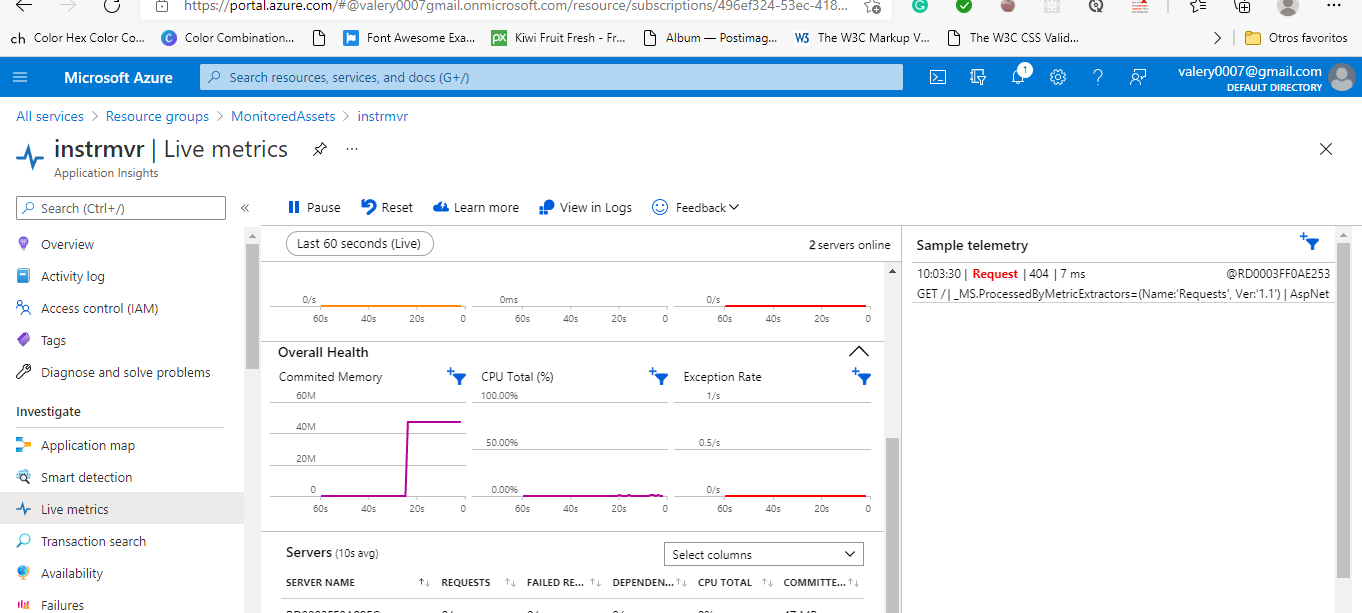 https://portal.azure.com/#@valery0007gmail.onmicrosoft.com/resource/subscriptions/496ef324-53ec-418...
ch Color Hex Color Co... Color Combination... Font Awesome Exa... Kiwi Fruit Fresh - Fr... Album — Postimag... The W3C Markup V... The W3C CSS Valid... Otros favoritos
Microsoft Azure
Search resources, services, and docs (G+/)
1
valery0007@gmail.com
DEFAULT DIRECTORY
All services > Resource groups > MonitoredAssets > instrmvr
instrmvr | Live metrics
Application Insights
Search (Ctrl+/)
Overview
Activity log
Access control (IAM)
Tags
Diagnose and solve problems
Investigate
Application map
Smart detection
Live metrics
Transaction search
Availability
Failures
Pause Reset Learn more View in Logs Feedback
Last 60 seconds (Live)
2 servers online
0/s 0ms 0/s
60s 40s 20s 0 60s 40s 20s 0 60s 40s 20s 0
Overall Health
Commited Memory
60M
40M
20M
0
60s 40s 20s 0
CPU Total (%)
100.00%
50.00%
0.00%
60s 40s 20s 0
Exception Rate
1/s
0.5/s
0/s
60s 40s 20s 0
Servers (10s avg)
Select columns
SERVER NAME REQUESTS FAILED RE... DEPENDEN... CPU TOTAL COMMITTE...
Sample telemetry
10:03:30 | Request | 404 | 7 ms @RD0003FF0AE253
GET / | _MS.ProcessedByMetricExtractors=(Name:'Requests', Ver:'1.1') | AspNet